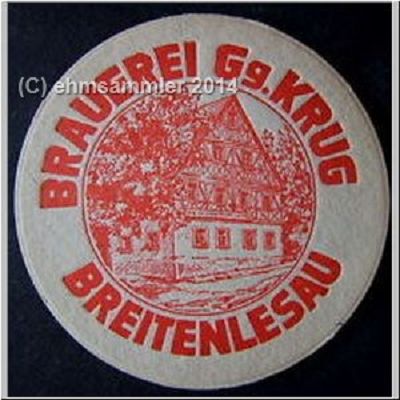 BRAUEREI Gg. KRUG
(C) ehmsammler 2014
BREITENLESAU